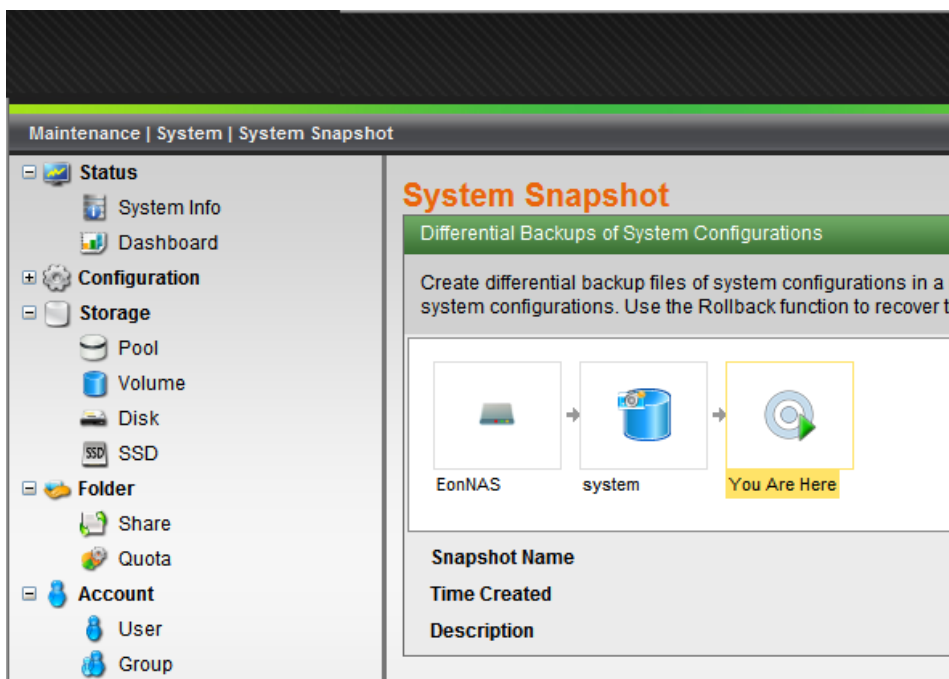 Maintenance | System | System Snapshot
Status
System Info
Dashboard
Configuration
Storage
Pool
Volume
Disk
SSD
SSD
Folder
Share
Quota
Account
User
Group
System Snapshot
Differential Backups of System Configurations
Create differential backup files of system configurations in a
system configurations. Use the Rollback function to recover t
EonNAS
system
You Are Here
Snapshot Name
Time Created
Description